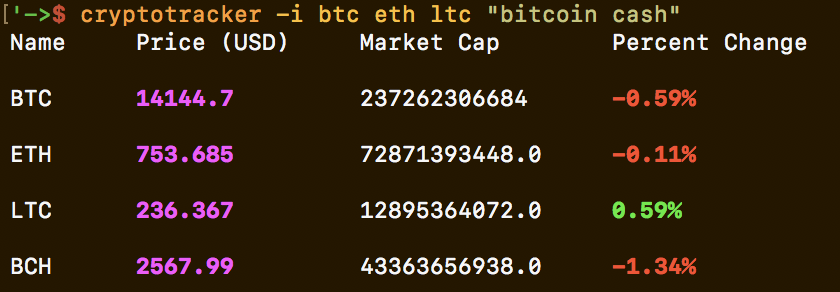 ['->$ cryptotracker -i btc eth ltc "bitcoin cash"
Name Price (USD) Market Cap Percent Change
BTC 14144.7 237262306684 -0.59%
ETH 753.685 72871393448.0 -0.11%
LTC 236.367 12895364072.0 0.59%
BCH 2567.99 43363656938.0 -1.34%